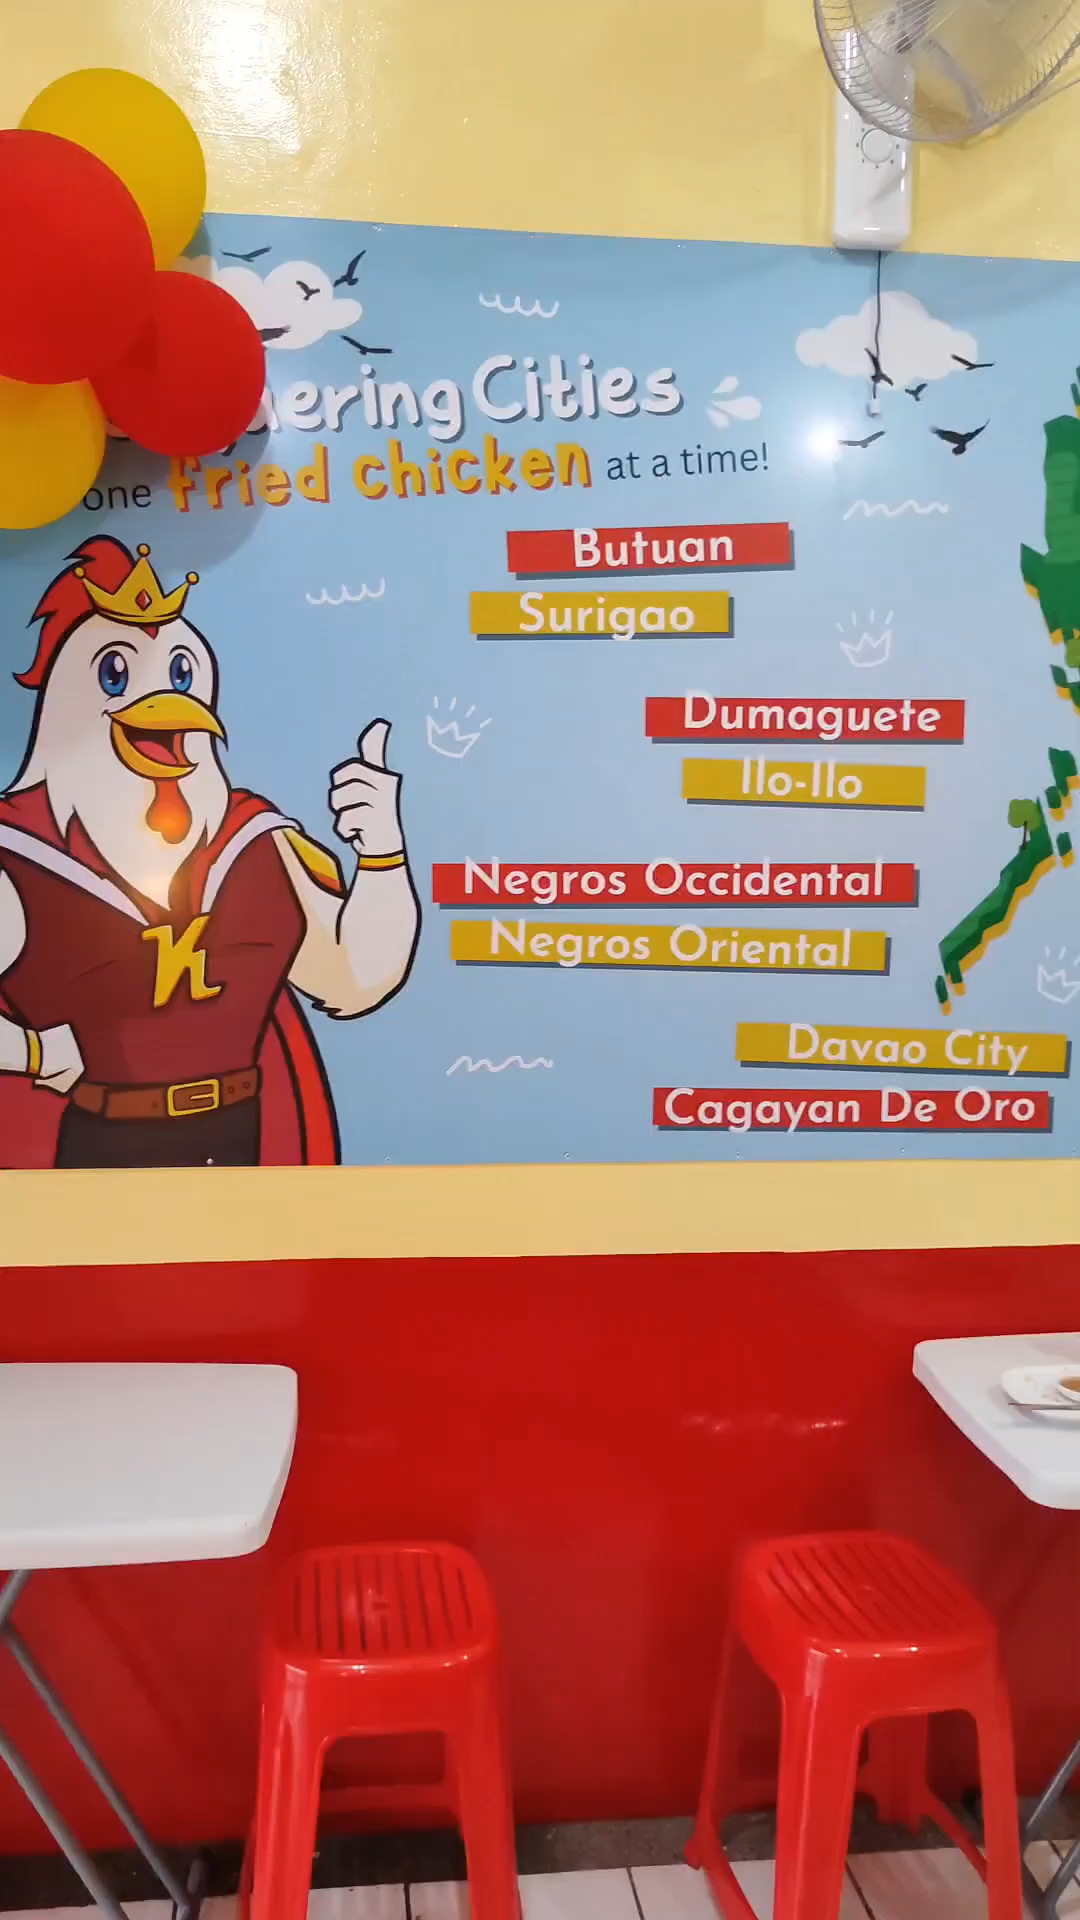 Cities
one fried chicken at a time!
Butuan
Surigao
Dumaguete
Ilo-Ilo
Negros Occidental
Negros Oriental
K
Davao City
Cagayan De Oro